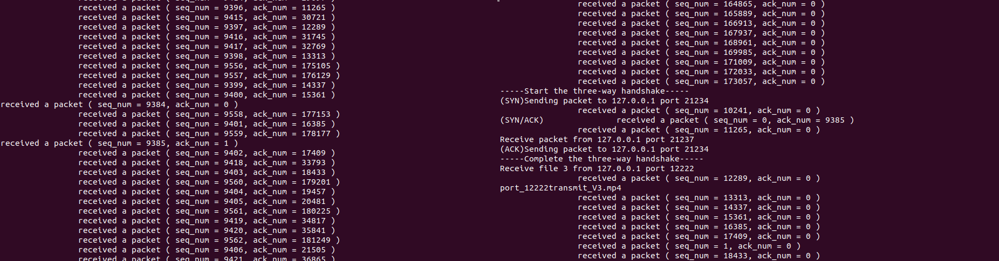 received a packet ( seq_num = 9396, ack_num = 11265 )
received a packet ( seq_num = 9415, ack_num = 30721 )
received a packet ( seq_num = 9397, ack_num = 12289 )
received a packet ( seq_num = 9416, ack_num = 31745 )
received a packet ( seq_num = 9417, ack_num = 32769 )
received a packet ( seq_num = 9398, ack_num = 13313 )
received a packet ( seq_num = 9556, ack_num = 175105 )
received a packet ( seq_num = 9557, ack_num = 176129 )
received a packet ( seq_num = 9399, ack_num = 14337 )
received a packet ( seq_num = 9400, ack_num = 15361 )
received a packet ( seq_num = 9384, ack_num = 0 )
received a packet ( seq_num = 9558, ack_num = 177153 )
received a packet ( seq_num = 9401, ack_num = 16385 )
received a packet ( seq_num = 9559, ack_num = 178177 )
received a packet ( seq_num = 9385, ack_num = 1 )
received a packet ( seq_num = 9402, ack_num = 17409 )
received a packet ( seq_num = 9418, ack_num = 33793 )
received a packet ( seq_num = 9403, ack_num = 18433 )
received a packet ( seq_num = 9560, ack_num = 179201 )
received a packet ( seq_num = 9404, ack_num = 19457 )
received a packet ( seq_num = 9405, ack_num = 20481 )
received a packet ( seq_num = 9561, ack_num = 180225 )
received a packet ( seq_num = 9419, ack_num = 34817 )
received a packet ( seq_num = 9420, ack_num = 35841 )
received a packet ( seq_num = 9562, ack_num = 181249 )
received a packet ( seq_num = 9406, ack_num = 21505 )
received a packet ( seq_num = 9421, ack_num = 36865 )
received a packet ( seq_num = 164865, ack_num = 0 )
received a packet ( seq_num = 165889, ack_num = 0 )
received a packet ( seq_num = 166913, ack_num = 0 )
received a packet ( seq_num = 167937, ack_num = 0 )
received a packet ( seq_num = 168961, ack_num = 0 )
received a packet ( seq_num = 169985, ack_num = 0 )
received a packet ( seq_num = 171009, ack_num = 0 )
received a packet ( seq_num = 172033, ack_num = 0 )
received a packet ( seq_num = 173057, ack_num = 0 )
-----Start the three-way handshake-----
(SYN)Sending packet to 127.0.0.1 port 21234
received a packet ( seq_num = 10241, ack_num = 0 )
(SYN/ACK) received a packet ( seq_num = 0, ack_num = 9385 )
received a packet ( seq_num = 11265, ack_num = 0 )
Receive packet from 127.0.0.1 port 21237
(ACK)Sending packet to 127.0.0.1 port 21234
-----Complete the three-way handshake-----
Receive file 3 from 127.0.0.1 port 12222
received a packet ( seq_num = 12289, ack_num = 0 )
port_12222transmit_V3.mp4
received a packet ( seq_num = 13313, ack_num = 0 )
received a packet ( seq_num = 14337, ack_num = 0 )
received a packet ( seq_num = 15361, ack_num = 0 )
received a packet ( seq_num = 16385, ack_num = 0 )
received a packet ( seq_num = 17409, ack_num = 0 )
received a packet ( seq_num = 1, ack_num = 0 )
received a packet ( seq_num = 18433, ack_num = 0 )